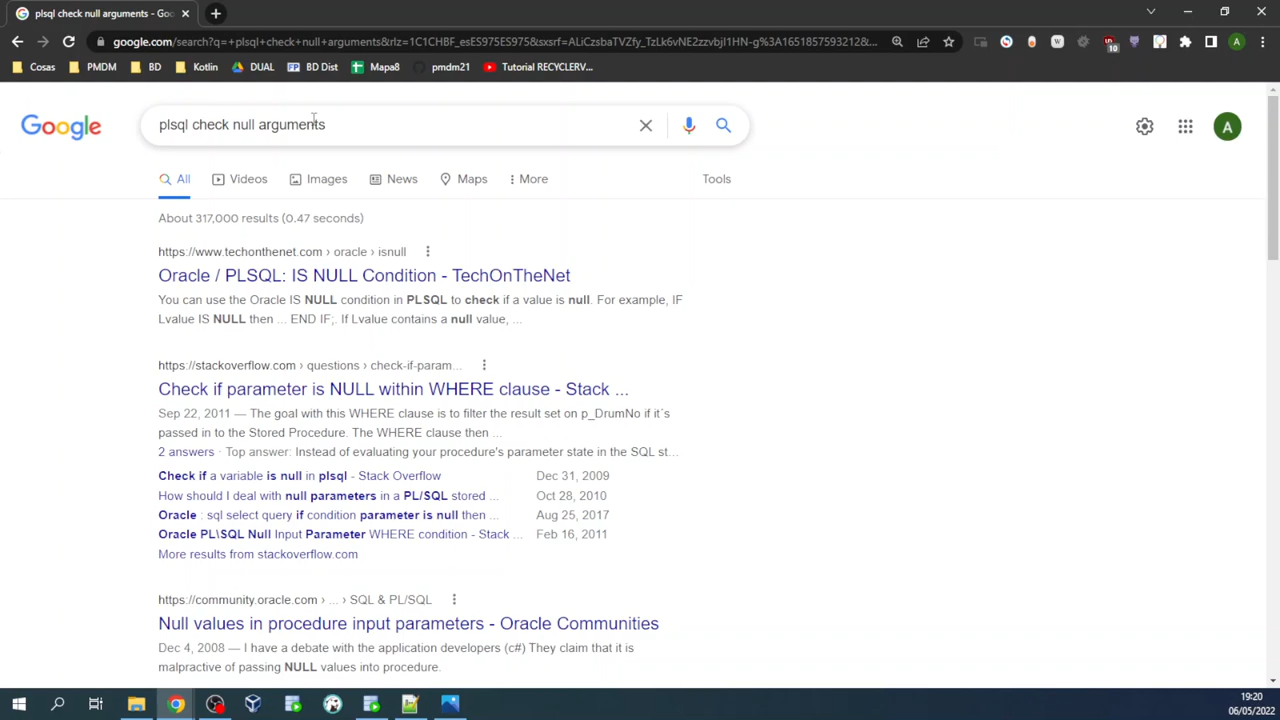 plsql check null arguments - Goo
google.com/search?q=+plsql+check+null+arguments&rlz=1C1CHBF_esES975ES975&sxsrf=ALiCzsbaTVZfy_TzLk6vNE2zzvbjI1HN-g%3A1651857593212&...
10
A
Cosas
PMDM
BD
Kotlin
DUAL
FP BD Dist
Mapa8
pmdm21
Tutorial RECYCLERV...
Google
plsql check null arguments
A
All
Videos
Images
News
Maps
More
Tools
About 317,000 results (0.47 seconds)
https://www.techonthenet.com › oracle › isnull
Oracle / PLSQL: IS NULL Condition - TechOnTheNet
You can use the Oracle IS NULL condition in PLSQL to check if a value is null. For example, IF
Lvalue IS NULL then ... END IF;. If Lvalue contains a null value, ...
https://stackoverflow.com › questions › check-if-param...
Check if parameter is NULL within WHERE clause - Stack ...
Sep 22, 2011 — The goal with this WHERE clause is to filter the result set on p_DrumNo if it´s
passed in to the Stored Procedure. The WHERE clause then ...
2 answers · Top answer: Instead of evaluating your procedure's parameter state in the SQL st...
Check if a variable is null in plsql - Stack Overflow Dec 31, 2009
How should I deal with null parameters in a PL/SQL stored ... Oct 28, 2010
Oracle : sql select query if condition parameter is null then ... Aug 25, 2017
Oracle PL\SQL Null Input Parameter WHERE condition - Stack ... Feb 16, 2011
More results from stackoverflow.com
https://community.oracle.com › ... › SQL & PL/SQL
Null values in procedure input parameters - Oracle Communities
Dec 4, 2008 — I have a debate with the application developers (c#) They claim that it is
malpractice of passing NULL values into procedure.
19:20
06/05/2022